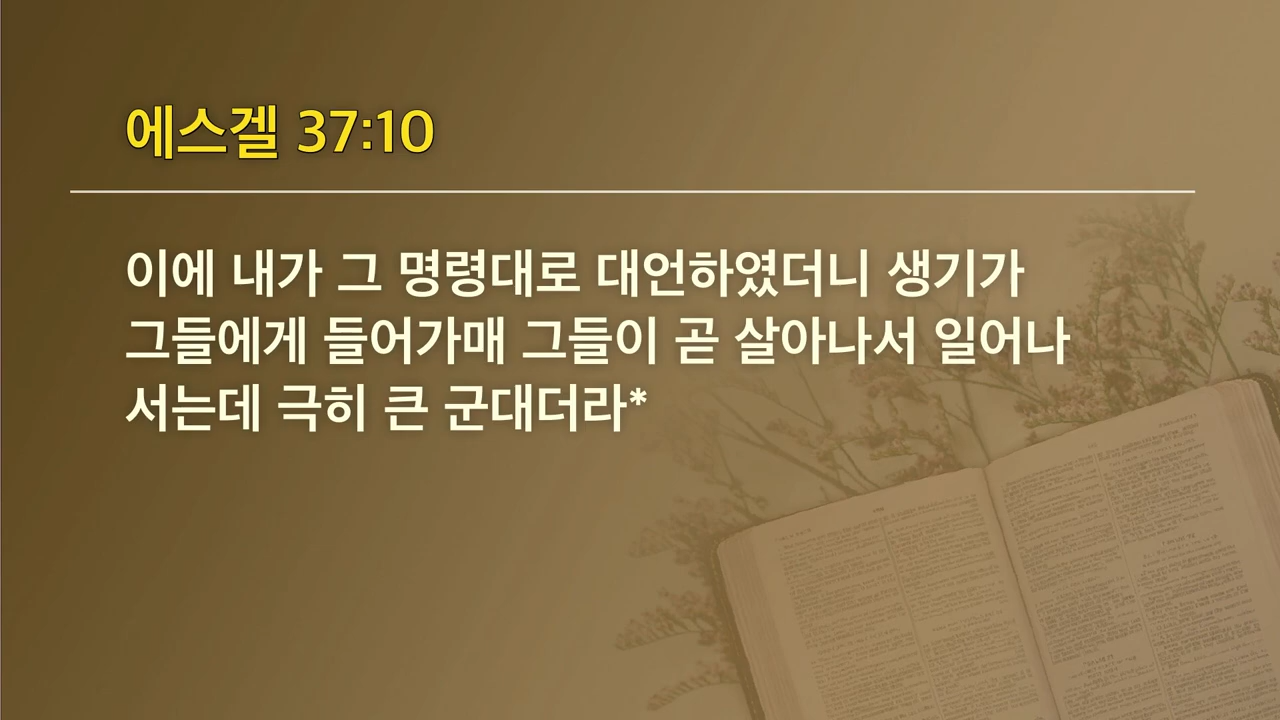 에스겔 37:10
이에 내가 그 명령대로 대언하였더니 생기가
그들에게 들어가매 그들이 곧 살아나서 일어나
서는데 극히 큰 군대더라*